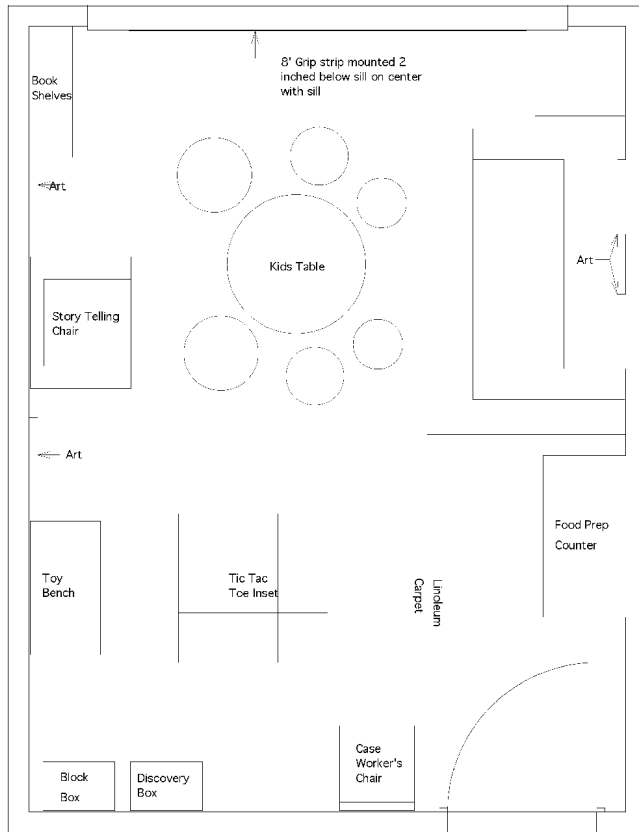 8' Grip strip mounted 2
inched below sill on center
with sill
Book
Shelves
Art
Kids Table
Art
Story Telling
Chair
Art
Food Prep
Counter
Toy
Bench
Tic Tac
Toe Inset
Linoleum
Carpet
Case
Worker's
Chair
Block
Box
Discovery
Box